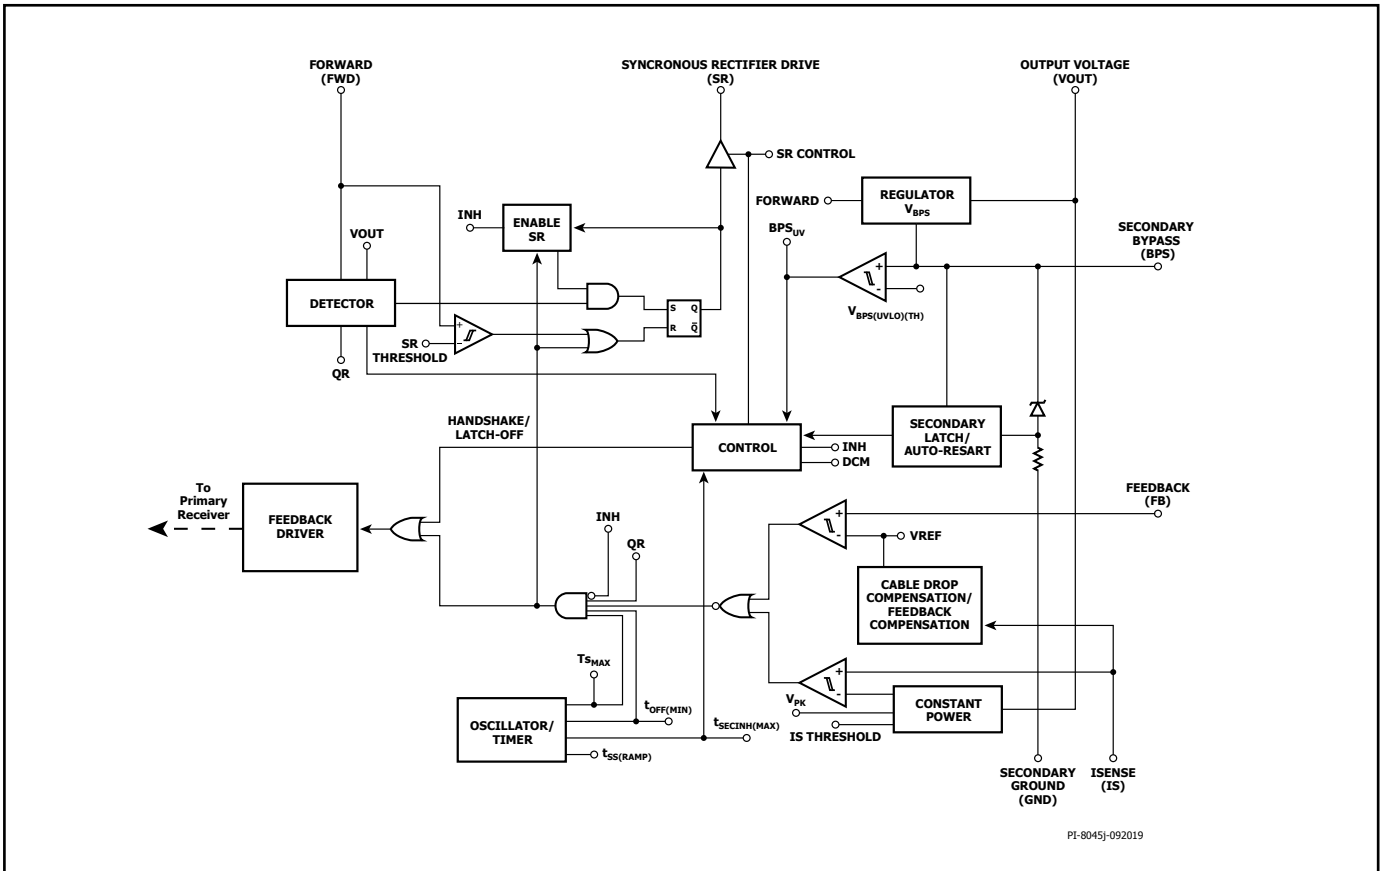 FORWARD
(FWD)
SYNCRONOUS RECTIFIER DRIVE
(SR)
OUTPUT VOLTAGE
(VOUT)
SR CONTROL
FORWARD
REGULATOR
VBPS
INH
ENABLE
SR
VOUT
BPSUV
SECONDARY
BYPASS
(BPS)
DETECTOR
+
-
VBPS(UVLO)(TH)
S Q
R Q̅
+
−
SR
THRESHOLD
QR
HANDSHAKE/
LATCH-OFF
CONTROL
INH
DCM
SECONDARY
LATCH/
AUTO-RESART
To
Primary
Receiver
FEEDBACK
DRIVER
INH
QR
+
-
FEEDBACK
(FB)
VREF
CABLE DROP
COMPENSATION/
FEEDBACK
COMPENSATION
TsMAX
+
-
OSCILLATOR/
TIMER
tOFF(MIN)
tSECINH(MAX)
tSS(RAMP)
VPK
IS THRESHOLD
CONSTANT
POWER
SECONDARY
GROUND
(GND)
ISENSE
(IS)
PI-8045j-092019